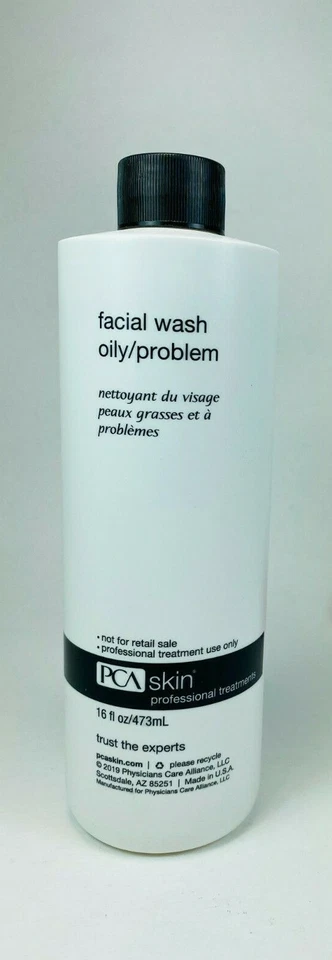 facial wash
oily/problem
nettoyant du visage
peaux grasses et à
problèmes
• not for retail sale
• professional treatment use only
PCA skin®
professional treatments
16 fl oz/473mL
trust the experts
pcaskin.com | ♻ please recycle
© 2019 Physicians Care Alliance, LLC
Scottsdale, AZ 85251 | Made in U.S.A.
Manufactured for Physicians Care Alliance, LLC